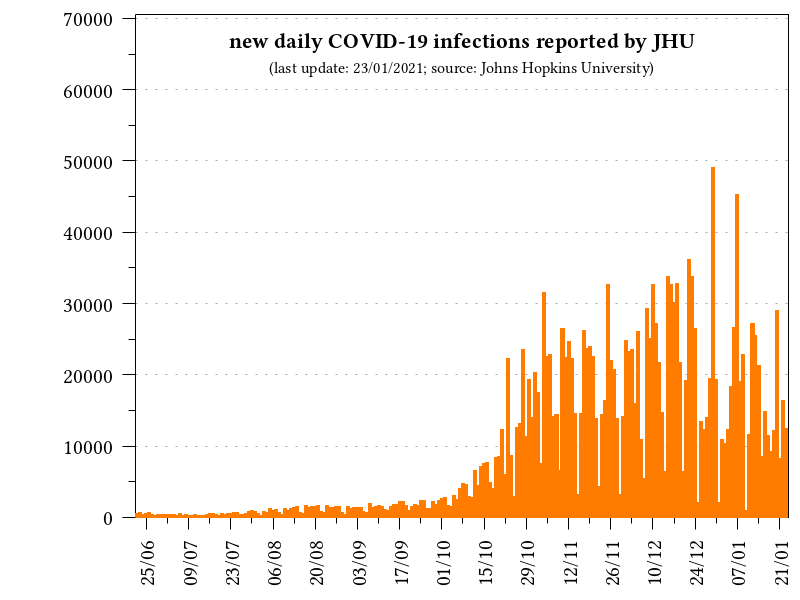 new daily COVID-19 infections reported by JHU
(last update: 23/01/2021; source: Johns Hopkins University)
70000
60000
50000
40000
30000
20000
10000
0
25/06 09/07 23/07 06/08 20/08 03/09 17/09 01/10 15/10 29/10 12/11 26/11 10/12 24/12 07/01 21/01